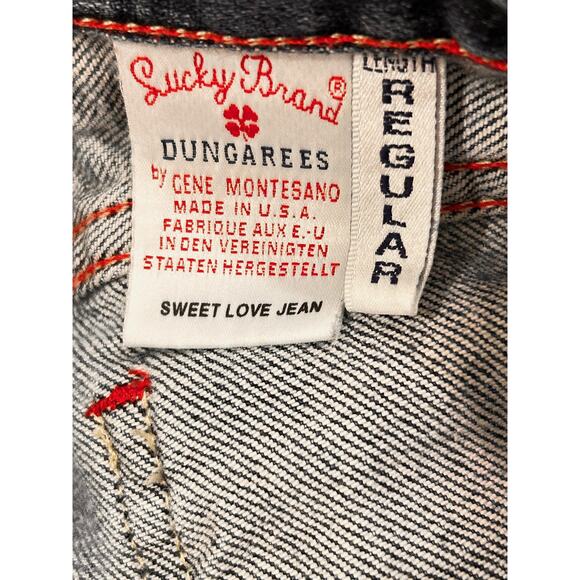 Lucky Brand®
DUNGAREES
by GENE MONTESANO
MADE IN U.S.A.
FABRIQUE AUX E.-U
IN DEN VEREINIGTEN
STAATEN HERGESTELLT
SWEET LOVE JEAN
LENGTH
REGULAR